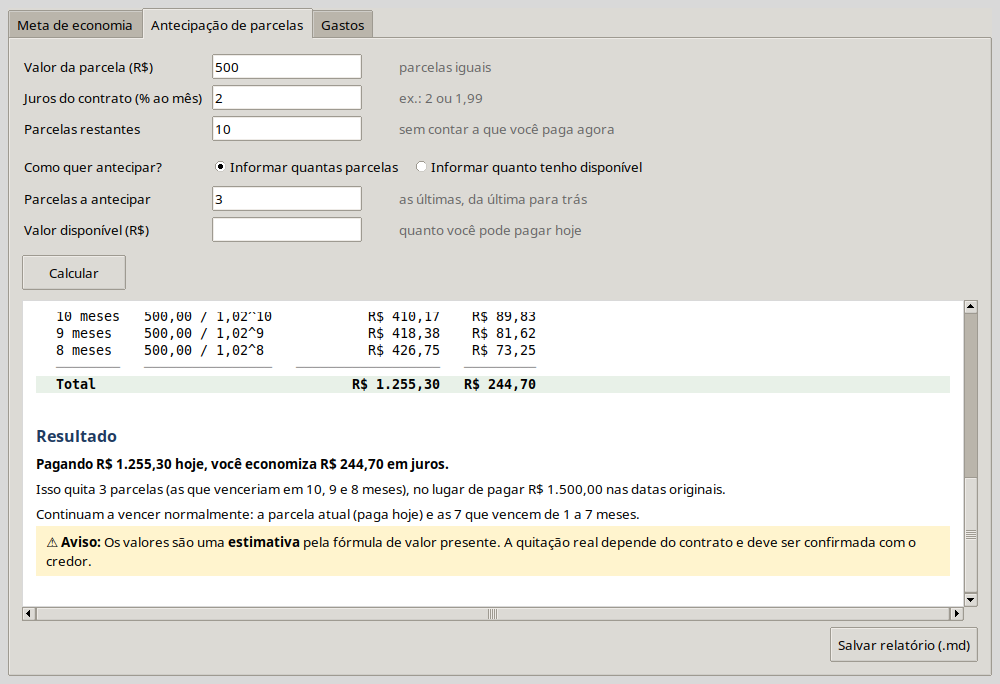 Meta de economia Antecipação de parcelas Gastos
Valor da parcela (R$) 500 parcelas iguais
Juros do contrato (% ao mês) 2 ex.: 2 ou 1,99
Parcelas restantes 10 sem contar a que você paga agora
Como quer antecipar? Informar quantas parcelas Informar quanto tenho disponível
Parcelas a antecipar 3 as últimas, da última para trás
Valor disponível (R$) quanto você pode pagar hoje
Calcular
10 meses 500,00 / 1,02^10 R$ 410,17 R$ 89,83
9 meses 500,00 / 1,02^9 R$ 418,38 R$ 81,62
8 meses 500,00 / 1,02^8 R$ 426,75 R$ 73,25
Total R$ 1.255,30 R$ 244,70
Resultado
Pagando R$ 1.255,30 hoje, você economiza R$ 244,70 em juros.
Isso quita 3 parcelas (as que venceriam em 10, 9 e 8 meses), no lugar de pagar R$ 1.500,00 nas datas originais.
Continuam a vencer normalmente: a parcela atual (paga hoje) e as 7 que vencem de 1 a 7 meses.
⚠ Aviso: Os valores são uma estimativa pela fórmula de valor presente. A quitação real depende do contrato e deve ser confirmada com o
credor.
Salvar relatório (.md)